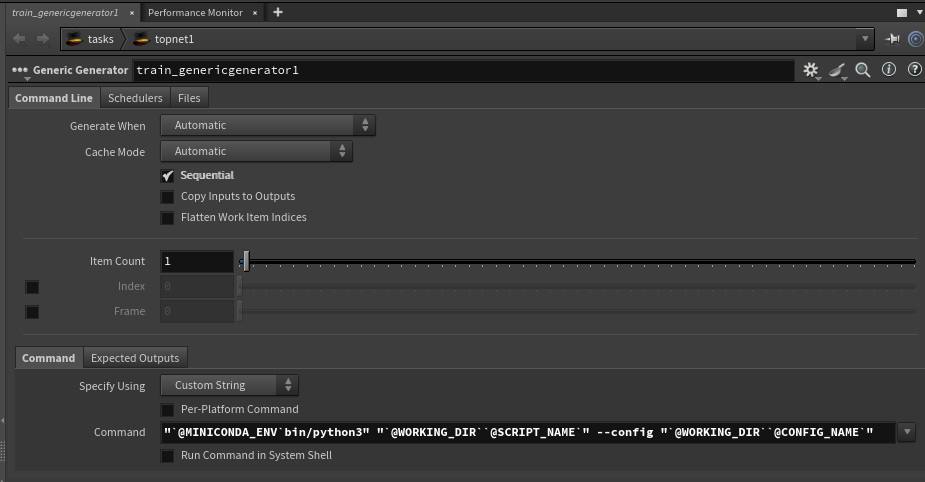 train_genericgenerator1 × Performance Monitor × +
tasks topnet1
Generic Generator train_genericgenerator1
Command Line Schedulers Files
Generate When Automatic
Cache Mode Automatic
Sequential
Copy Inputs to Outputs
Flatten Work Item Indices
Item Count 1
Index 0
Frame 0
Command Expected Outputs
Specify Using Custom String
Per-Platform Command
Command "`@MINICONDA_ENV`bin/python3" "`@WORKING_DIR``@SCRIPT_NAME`" --config "`@WORKING_DIR``@CONFIG_NAME`"
Run Command in System Shell